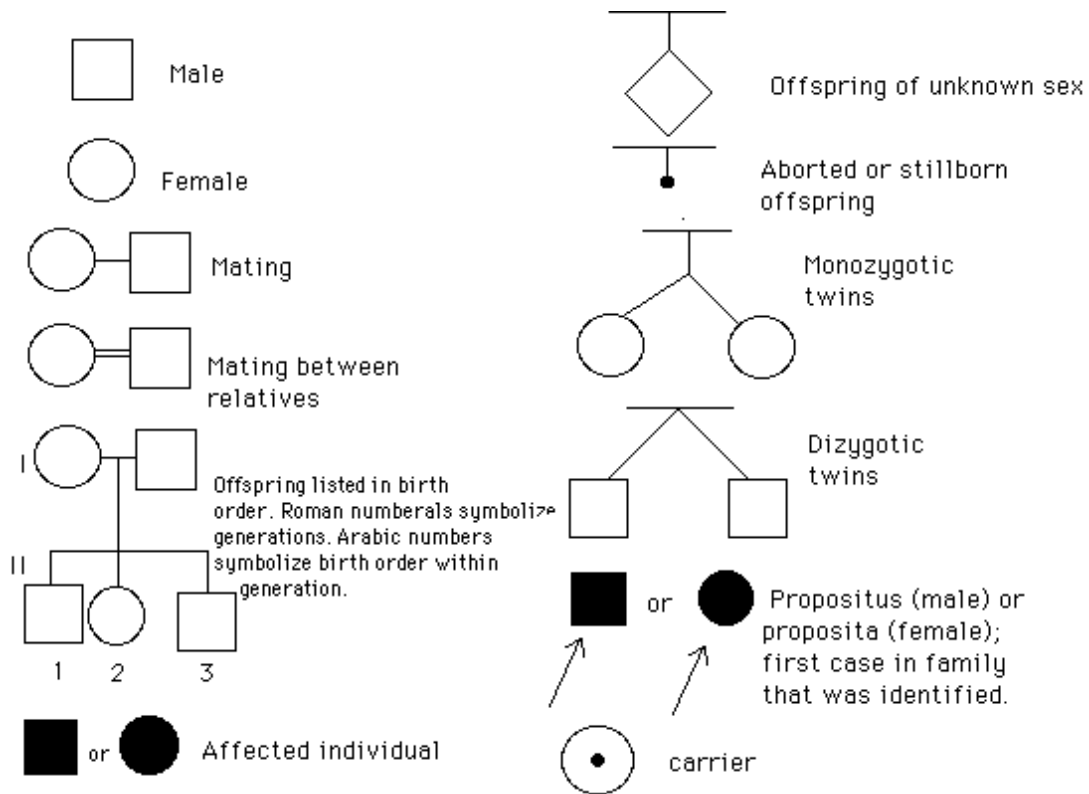 Male
Female
Mating
Mating between
relatives
I
Offspring listed in birth
order. Roman numberals symbolize
generations. Arabic numbers
symbolize birth order within
generation.
II
1 2 3
or
Affected individual
Offspring of unknown sex
Aborted or stillborn
offspring
Monozygotic
twins
Dizygotic
twins
or
Propositus (male) or
proposita (female);
first case in family
that was identified.
carrier